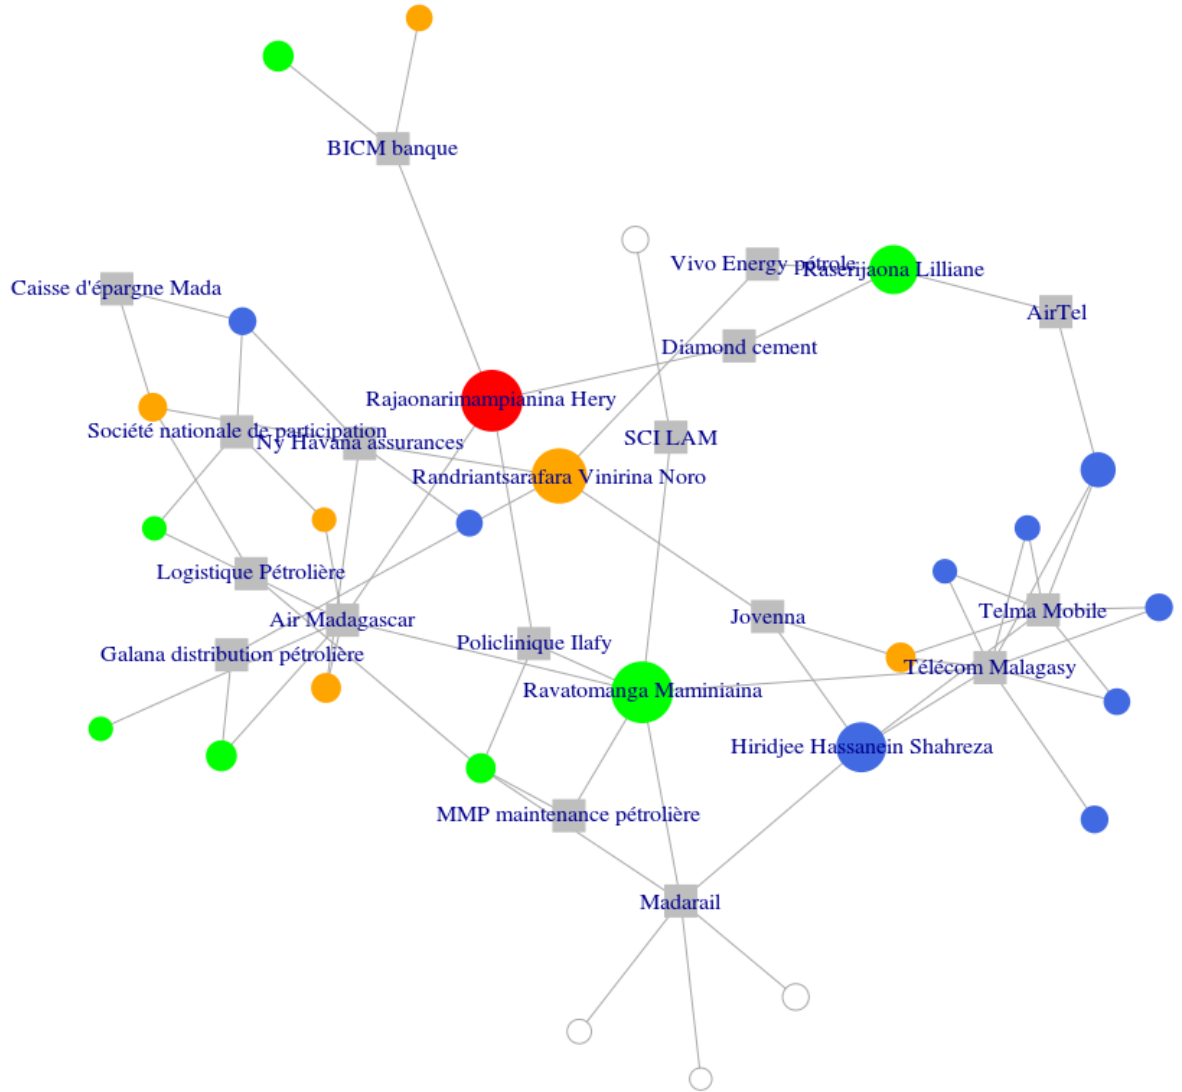 BICM banque
Vivo Energy pétrole
Raserijaona Lilliane
Caisse d'épargne Mada
AirTel
Diamond cement
Rajaonarimampianina Hery
Société nationale de participation
Ny Havana assurances
SCI LAM
Randriantsarafara Vinirina Noro
Logistique Pétrolière
Air Madagascar
Telma Mobile
Jovenna
Policlinique Ilafy
Galana distribution pétrolière
Télécom Malagasy
Ravatomanga Maminiaina
Hiridjee Hassanein Shahreza
MMP maintenance pétrolière
Madarail